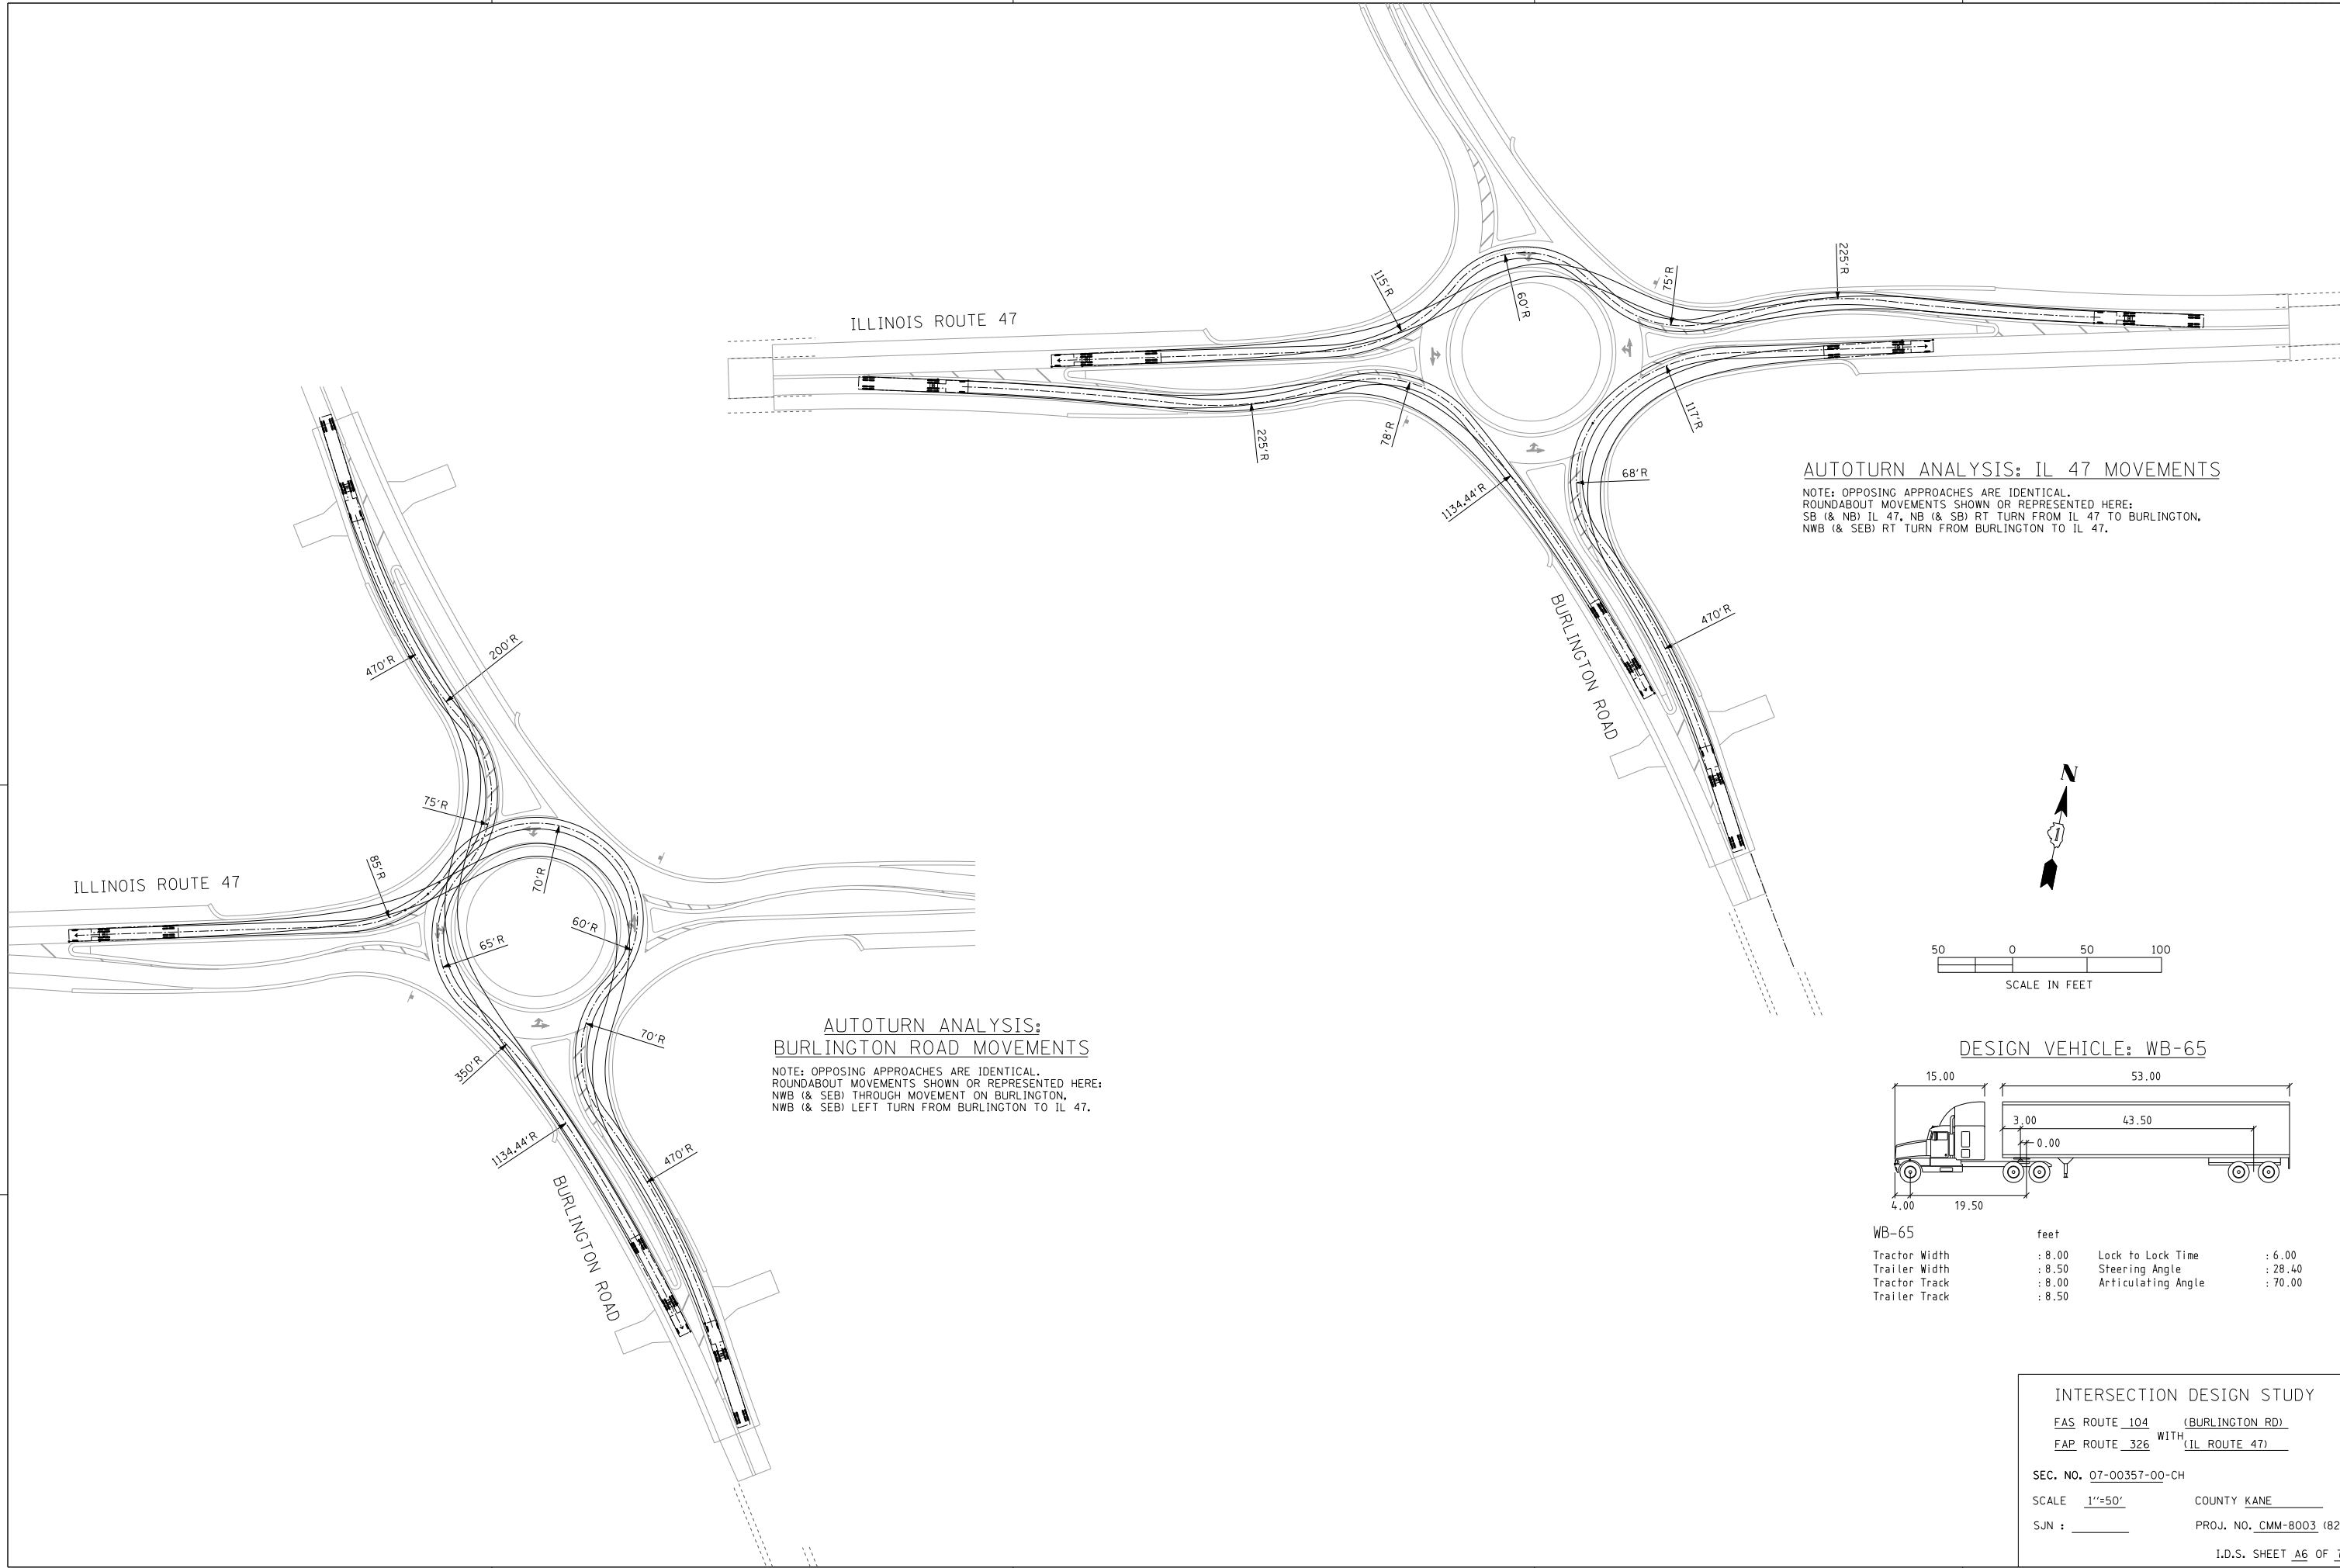 ILLINOIS ROUTE 47
115'R
60'R
75'R
225'R
225'R
78'R
117'R
1134.44'R
68'R
470'R
BURLINGTON ROAD
AUTOTURN ANALYSIS: IL 47 MOVEMENTS
NOTE: OPPOSING APPROACHES ARE IDENTICAL.
ROUNDABOUT MOVEMENTS SHOWN OR REPRESENTED HERE:
SB (& NB) IL 47, NB (& SB) RT TURN FROM IL 47 TO BURLINGTON,
NWB (& SEB) RT TURN FROM BURLINGTON TO IL 47.
470'R
200'R
75'R
85'R
70'R
60'R
65'R
70'R
350'R
1134.44'R
470'R
ILLINOIS ROUTE 47
BURLINGTON ROAD
AUTOTURN ANALYSIS:
BURLINGTON ROAD MOVEMENTS
NOTE: OPPOSING APPROACHES ARE IDENTICAL.
ROUNDABOUT MOVEMENTS SHOWN OR REPRESENTED HERE:
NWB (& SEB) THROUGH MOVEMENT ON BURLINGTON,
NWB (& SEB) LEFT TURN FROM BURLINGTON TO IL 47.
N
50 0 50 100
SCALE IN FEET
DESIGN VEHICLE: WB-65
15.00 53.00
3.00 43.50
0.00
4.00 19.50
WB-65 feet
Tractor Width : 8.00 Lock to Lock Time : 6.00
Trailer Width : 8.50 Steering Angle : 28.40
Tractor Track : 8.00 Articulating Angle : 70.00
Trailer Track : 8.50
INTERSECTION DESIGN STUDY
FAS ROUTE 104 (BURLINGTON RD)
WITH
FAP ROUTE 326 (IL ROUTE 47)
SEC. NO. 07-00357-00-CH
SCALE 1''=50' COUNTY KANE
SJN : PROJ. NO. CMM-8003 (82
I.D.S. SHEET A6 OF